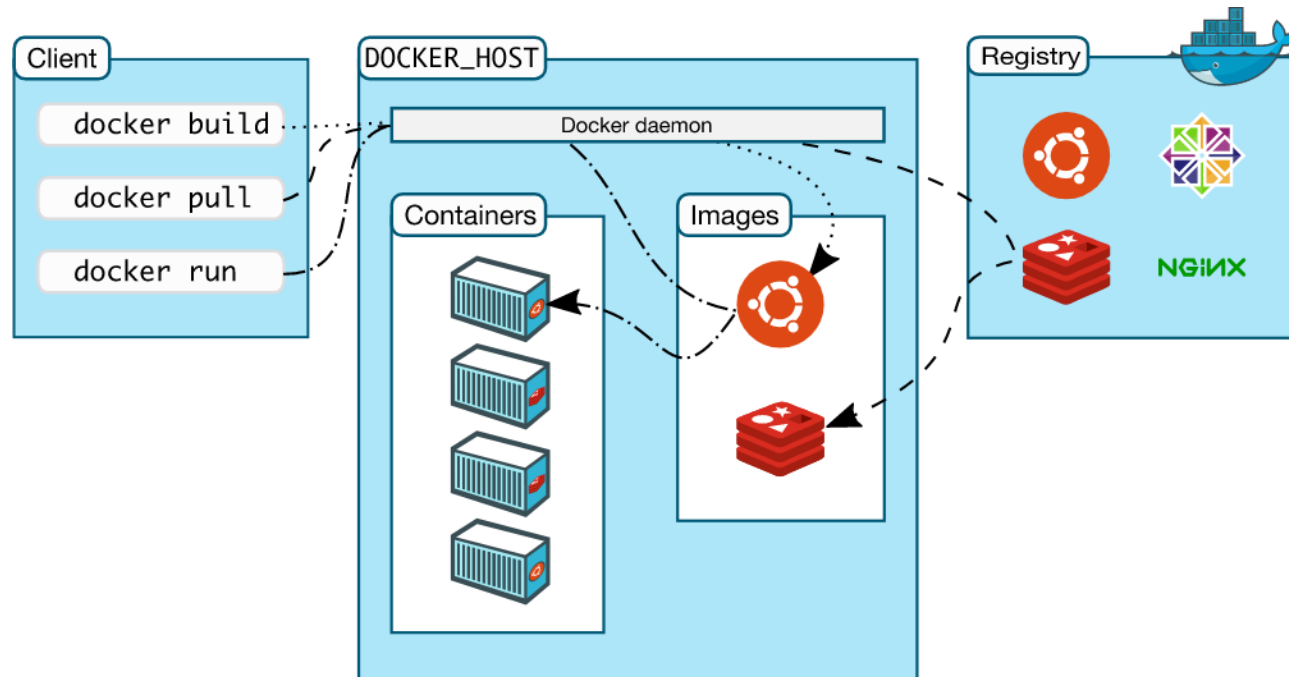 Client
docker build
docker pull
docker run
DOCKER_HOST
Docker daemon
Containers
Images
Registry
NGiNX